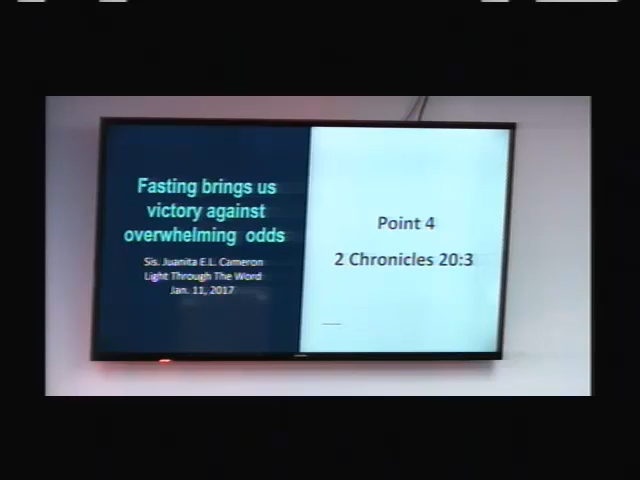 Fasting brings us
victory against
overwhelming odds
Sis. Juanita E.L. Cameron
Light Through The Word
Jan. 11, 2017
Point 4
2 Chronicles 20:3